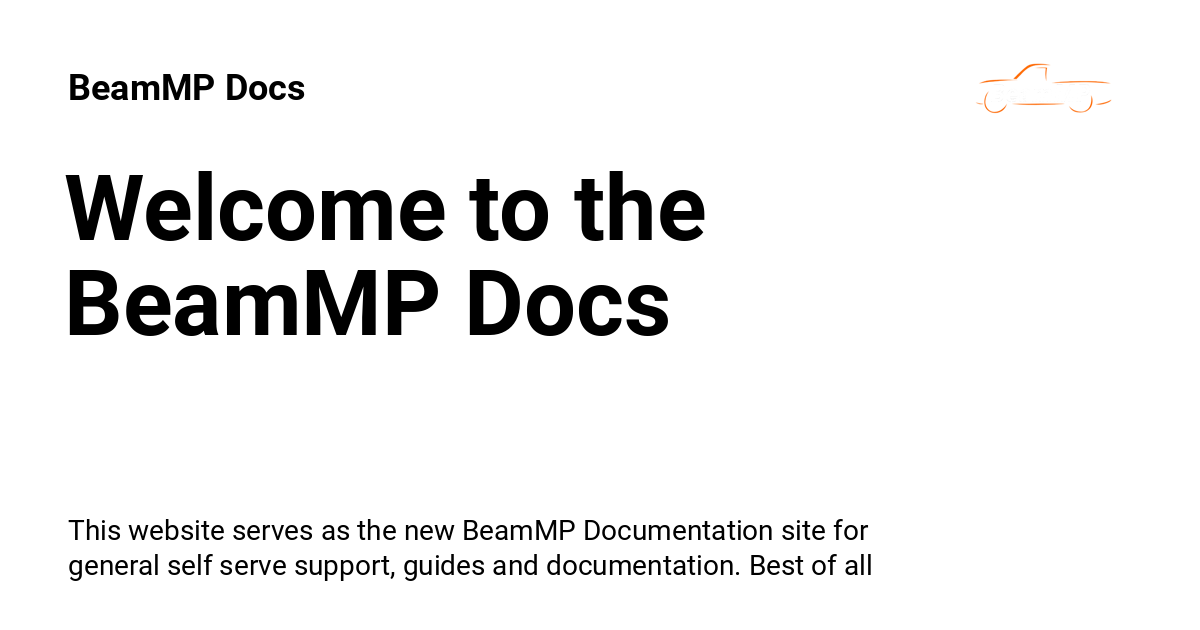 BeamMP Docs
Welcome to the
BeamMP Docs
This website serves as the new BeamMP Documentation site for
general self serve support, guides and documentation. Best of all